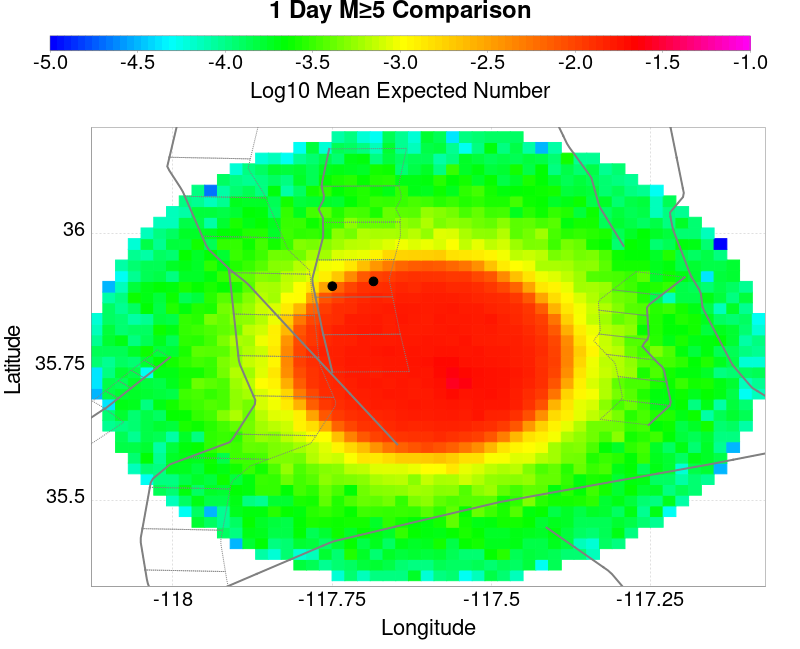 1 Day M≥5 Comparison
-5.0 -4.5 -4.0 -3.5 -3.0 -2.5 -2.0 -1.5 -1.0
Log10 Mean Expected Number
36
35.75
35.5
Latitude
-118 -117.75 -117.5 -117.25
Longitude